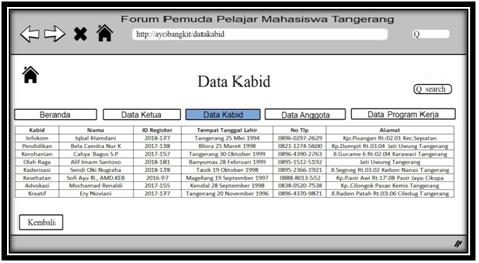 Forum Pemuda Pelajar Mahasiswa Tangerang
http://ayobangkit/datakabid
Q
Data Kabid
Q search
Beranda Data Ketua Data Kabid Data Anggota Data Program Kerja
Kabid Nama ID Register Tempat Tanggal Lahir No Tlp Alamat
Infokom Iqbal Hamdani 2018-177 Tangerang 25 Mei 1994 0896-0297-2629 Kp.Pisangan Rt.02.01 Kec.Sepatan
Pendidikan Bela Candra Nur K 2017-138 Blora 25 Maret 1998 0821-1274-5600 Kp.Dumpit Rt.03.04 Jati Uwung Tangerang
Kerohanian Cahya Bagus S.P 2017-157 Tangerang 30 Oktober 1999 0896-4390-2763 Jl.Gurame 6 Rt.02.04 Karawaci Tangerang
Olah Raga Alif Imam Santoso 2018-181 Banyumas 28 Februari 1999 0895-1512-5192 Jati Uwung Tangerang
Kaderisasi Sendi Oki Nugraha 2018-178 Tasik 19 Oktober 1998 0895-2366-1921 Jl.Segneg Rt.03.02 Kebon Nanas Tangerang
Kesehatan Sofi Ayu R., AMD.KEB 2016-97 Magelang 19 September 1997 0888-8013-552 Kp.Pasir Awi Rt.17.08 Pasir Jaya Cikupa
Advokasi Mochamad Renaldi 2017-155 Kendal 28 September 1998 0838-0520-7538 Kp.Cilongok Pasar Kemis Tangerang
Kreatif Ery Noviani 2017-177 Tangerang 20 November 1996 0896-4370-9871 Jl.Raden Patah Rt.03.06 Ciledug Tangerang
Kembali